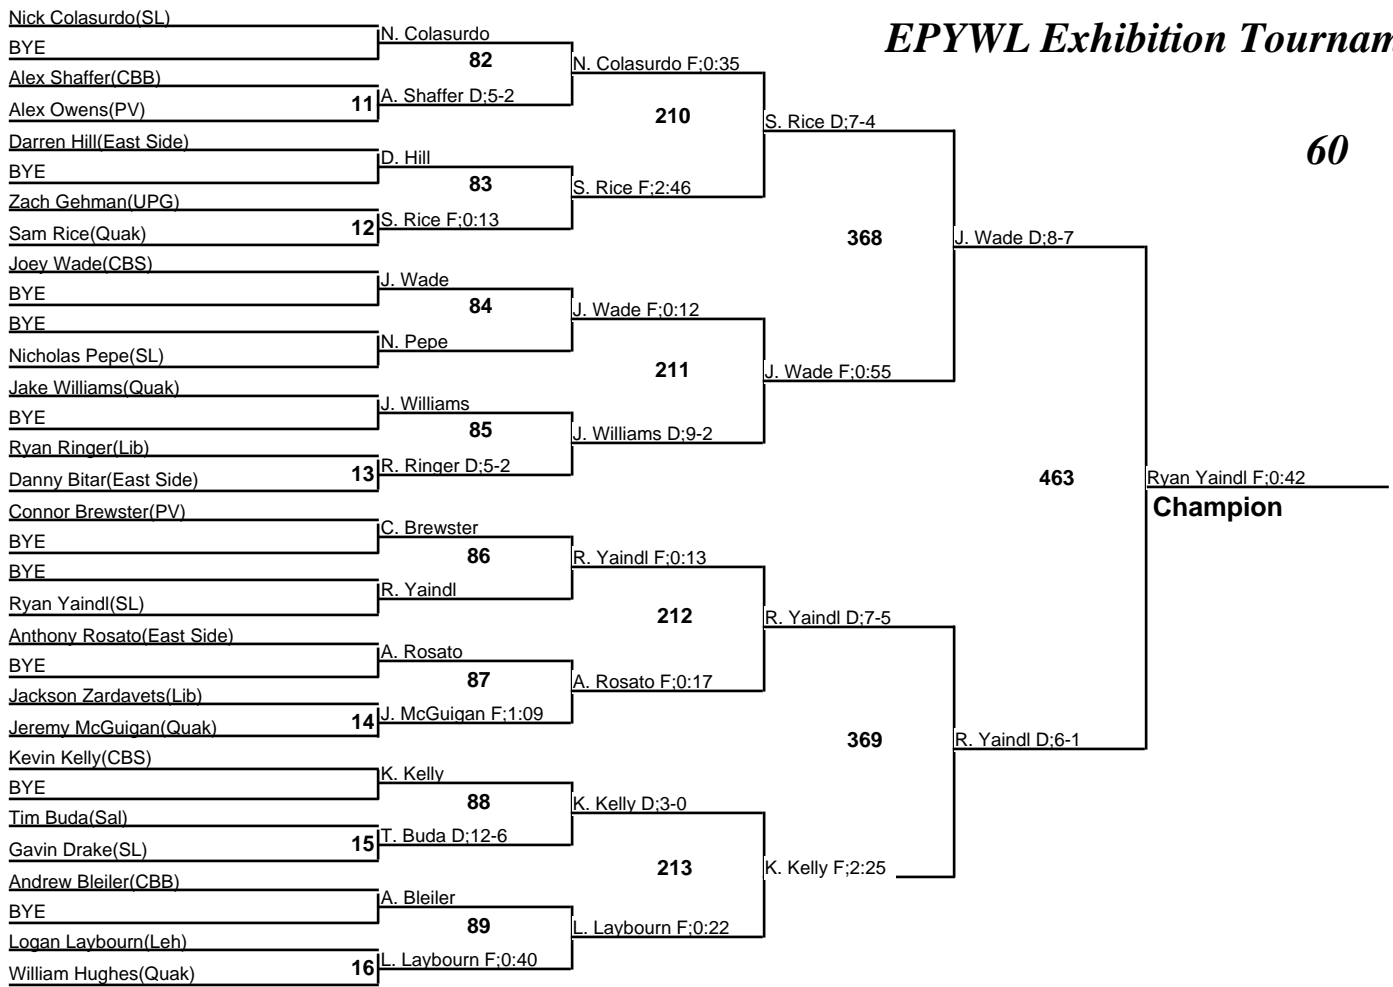 EPYWL Exhibition Tournam
60
Nick Colasurdo(SL)
BYE
Alex Shaffer(CBB)
Alex Owens(PV)
Darren Hill(East Side)
BYE
Zach Gehman(UPG)
Sam Rice(Quak)
Joey Wade(CBS)
BYE
BYE
Nicholas Pepe(SL)
Jake Williams(Quak)
BYE
Ryan Ringer(Lib)
Danny Bitar(East Side)
Connor Brewster(PV)
BYE
BYE
Ryan Yaindl(SL)
Anthony Rosato(East Side)
BYE
Jackson Zardavets(Lib)
Jeremy McGuigan(Quak)
Kevin Kelly(CBS)
BYE
Tim Buda(Sal)
Gavin Drake(SL)
Andrew Bleiler(CBB)
BYE
Logan Laybourn(Leh)
William Hughes(Quak)
11
12
13
14
15
16
N. Colasurdo
82
A. Shaffer D;5-2
D. Hill
83
S. Rice F;0:13
J. Wade
84
N. Pepe
J. Williams
85
R. Ringer D;5-2
C. Brewster
86
R. Yaindl
A. Rosato
87
J. McGuigan F;1:09
K. Kelly
88
T. Buda D;12-6
A. Bleiler
89
L. Laybourn F;0:40
N. Colasurdo F;0:35
210
S. Rice F;2:46
J. Wade F;0:12
211
J. Williams D;9-2
R. Yaindl F;0:13
212
A. Rosato F;0:17
K. Kelly D;3-0
213
L. Laybourn F;0:22
S. Rice D;7-4
368
J. Wade F;0:55
R. Yaindl D;7-5
369
K. Kelly F;2:25
J. Wade D;8-7
463
R. Yaindl D;6-1
Ryan Yaindl F;0:42
Champion